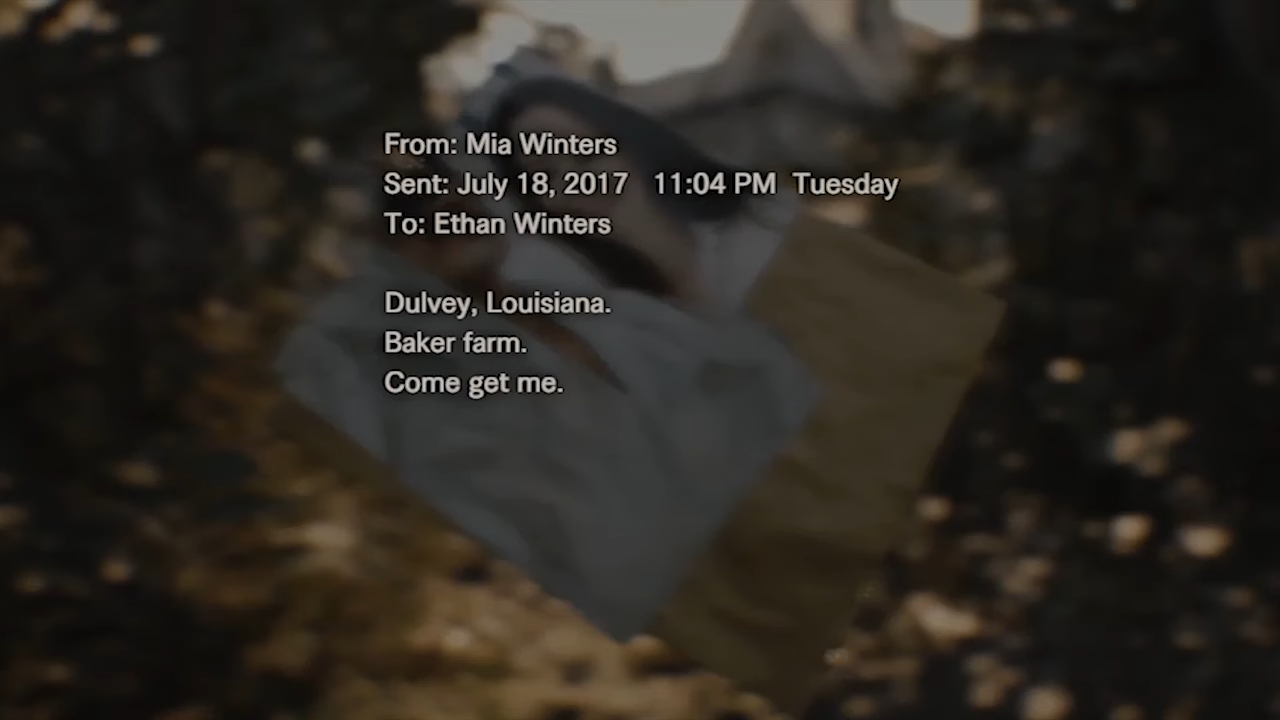 From: Mia Winters
Sent: July 18, 2017 11:04 PM Tuesday
To: Ethan Winters
Dulvey, Louisiana.
Baker farm.
Come get me.